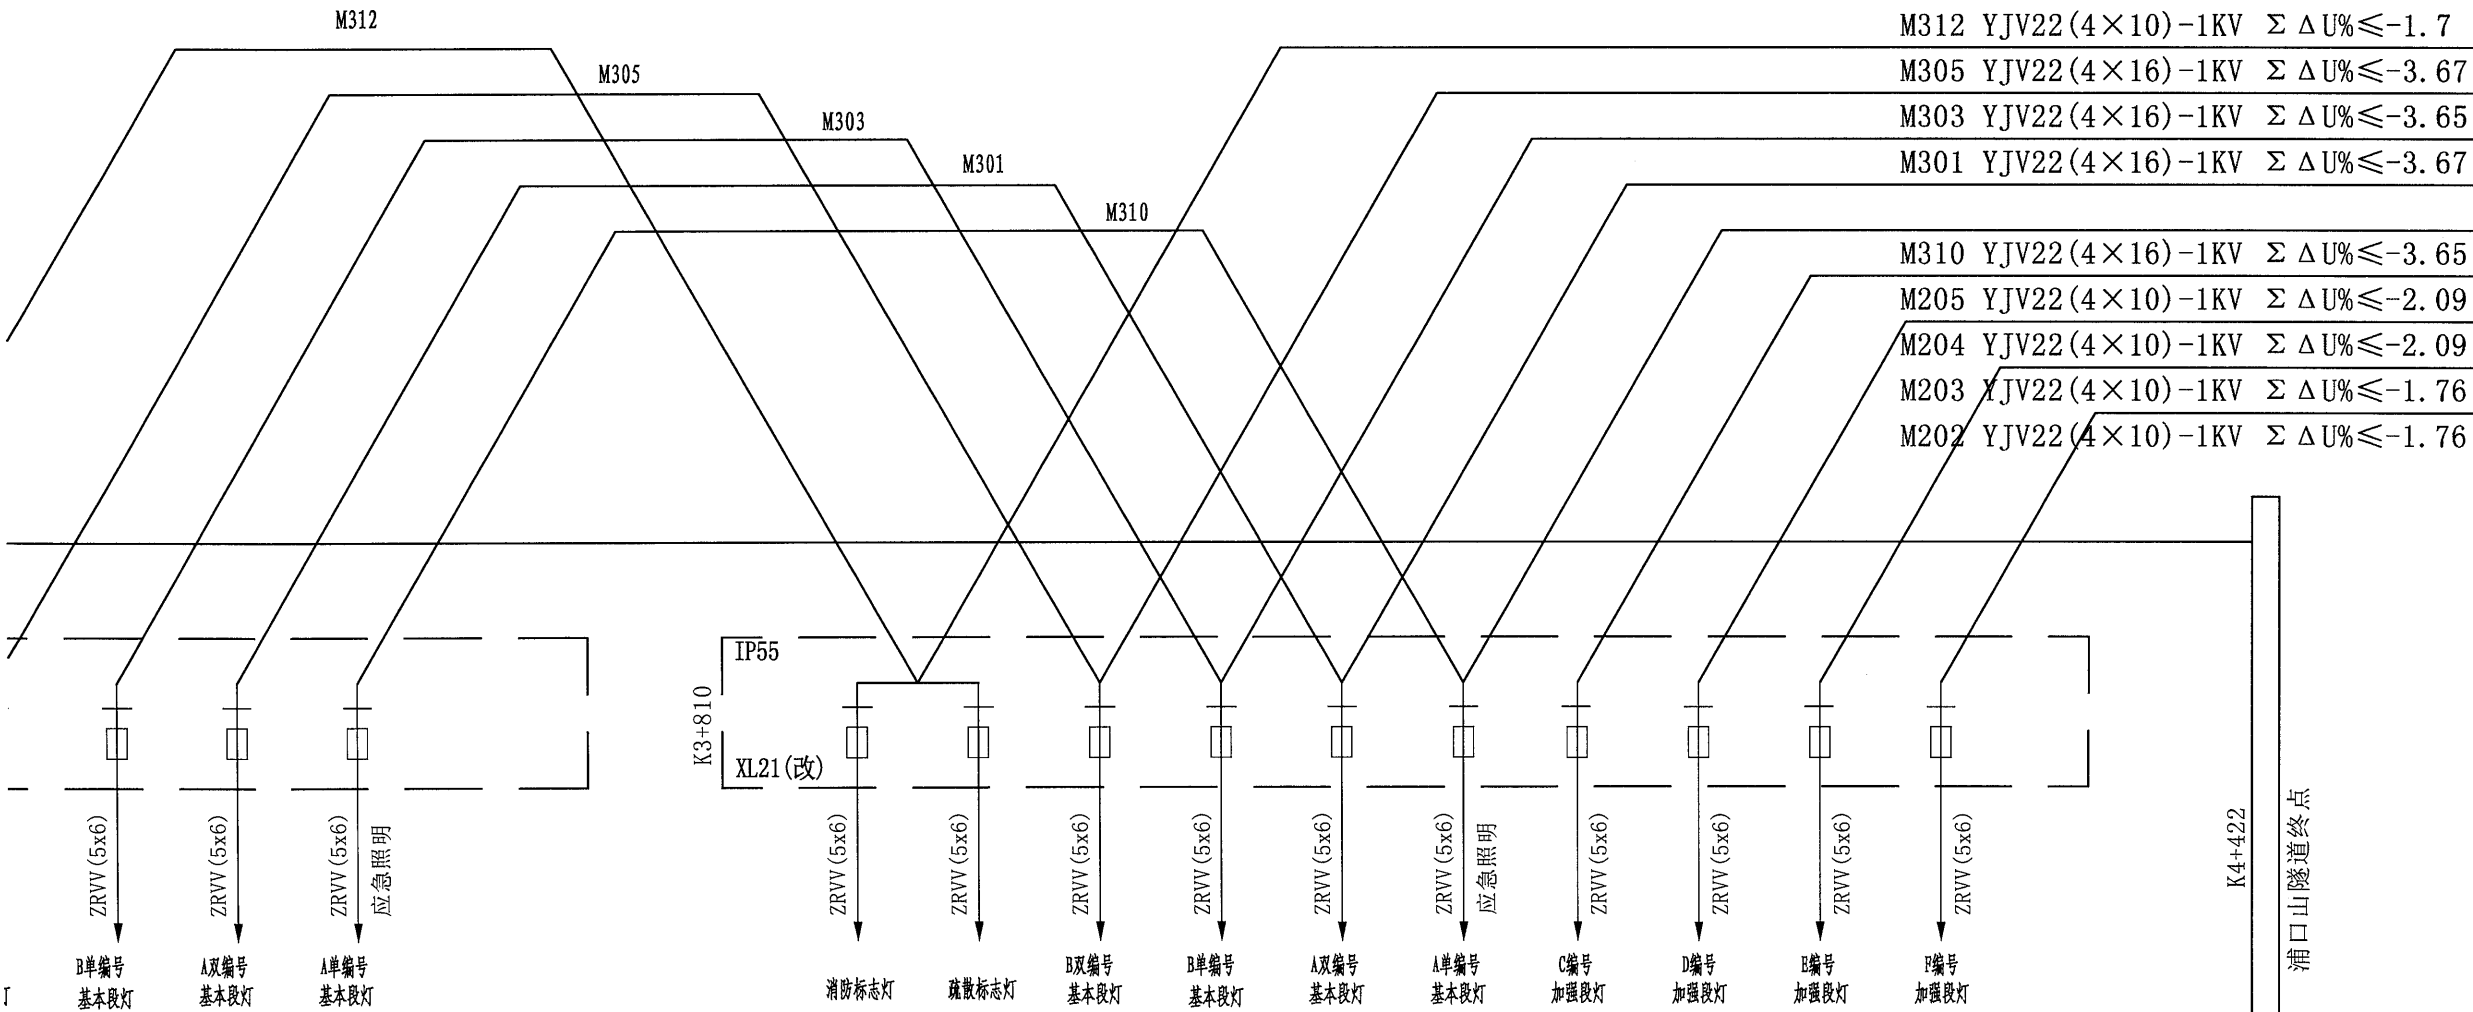 M312
M305
M303
M301
M310
M312 YJV22(4×10)-1KV Σ ΔU%≤-1.7
M305 YJV22(4×16)-1KV Σ ΔU%≤-3.67
M303 YJV22(4×16)-1KV Σ ΔU%≤-3.65
M301 YJV22(4×16)-1KV Σ ΔU%≤-3.67
M310 YJV22(4×16)-1KV Σ ΔU%≤-3.65
M205 YJV22(4×10)-1KV Σ ΔU%≤-2.09
M204 YJV22(4×10)-1KV Σ ΔU%≤-2.09
M203 YJV22(4×10)-1KV Σ ΔU%≤-1.76
M202 YJV22(4×10)-1KV Σ ΔU%≤-1.76
IP55
K3+810
XL21(改)
ZRVV(5x6)
ZRVV(5x6)
ZRVV(5x6)
应急照明
ZRVV(5x6)
ZRVV(5x6)
ZRVV(5x6)
ZRVV(5x6)
ZRVV(5x6)
ZRVV(5x6)
应急照明
ZRVV(5x6)
ZRVV(5x6)
ZRVV(5x6)
ZRVV(5x6)
K4+422
浦口山隧道终点
B单编号
基本段灯
A双编号
基本段灯
A单编号
基本段灯
消防标志灯
疏散标志灯
B双编号
基本段灯
B单编号
基本段灯
A双编号
基本段灯
A单编号
基本段灯
C编号
加强段灯
D编号
加强段灯
E编号
加强段灯
F编号
加强段灯